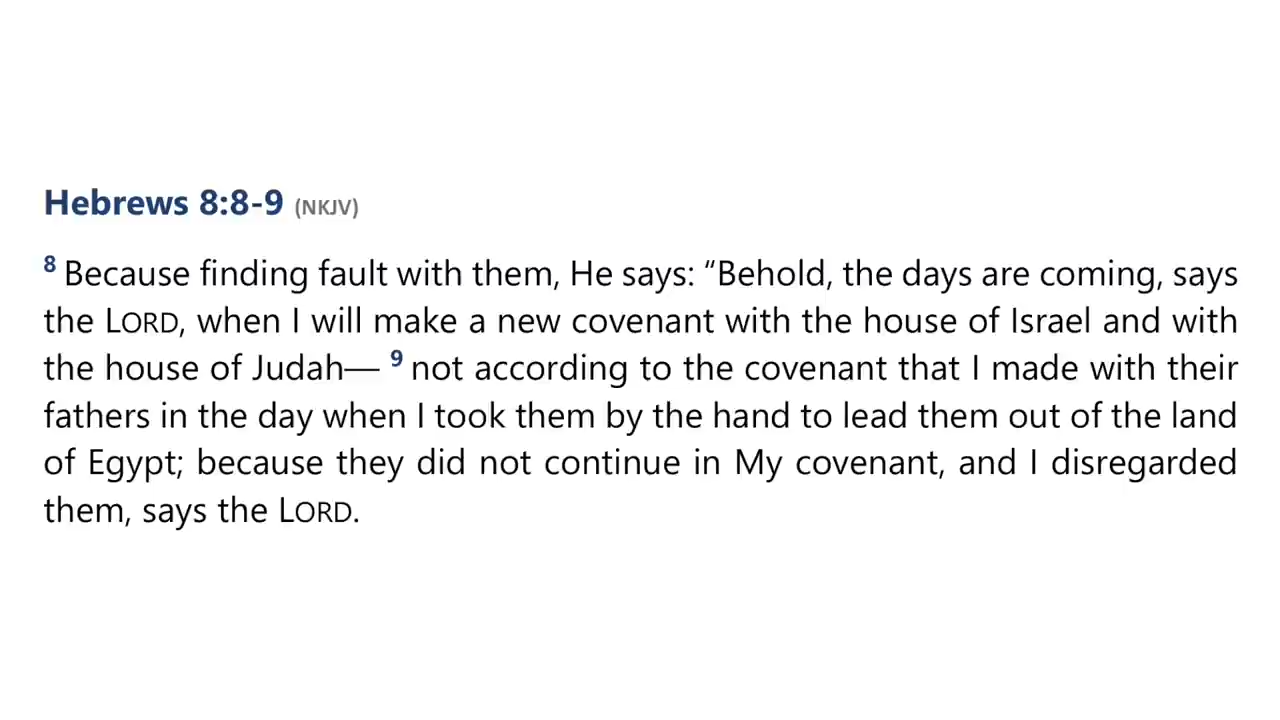 Hebrews 8:8-9 (NKJV)
8 Because finding fault with them, He says: “Behold, the days are coming, says
the LORD, when I will make a new covenant with the house of Israel and with
the house of Judah— 9 not according to the covenant that I made with their
fathers in the day when I took them by the hand to lead them out of the land
of Egypt; because they did not continue in My covenant, and I disregarded
them, says the LORD.